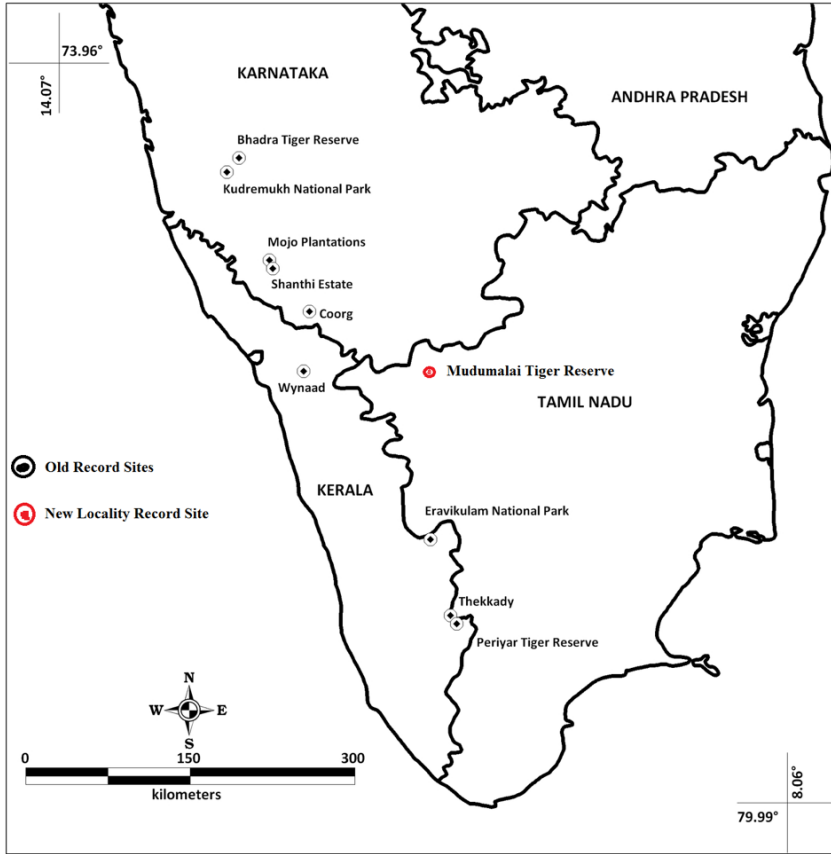 73.96°
14.07°
KARNATAKA
ANDHRA PRADESH
Bhadra Tiger Reserve
Kudremukh National Park
Mojo Plantations
Shanthi Estate
Coorg
Mudumalai Tiger Reserve
Wynaad
TAMIL NADU
Old Record Sites
KERALA
New Locality Record Site
Eravikulam National Park
Thekkady
Periyar Tiger Reserve
N
W E
S
0 150 300
kilometers
8.06°
79.99°